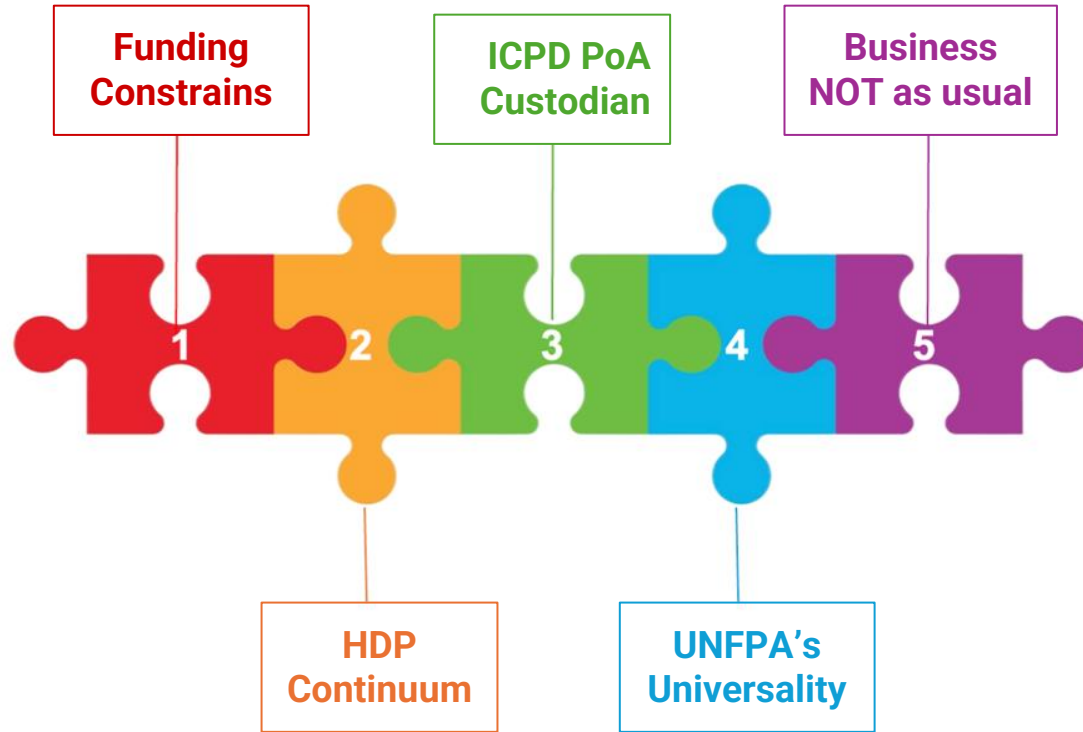 Funding
Constrains
ICPD PoA
Custodian
Business
NOT as usual
1
2
3
4
5
HDP
Continuum
UNFPA’s
Universality